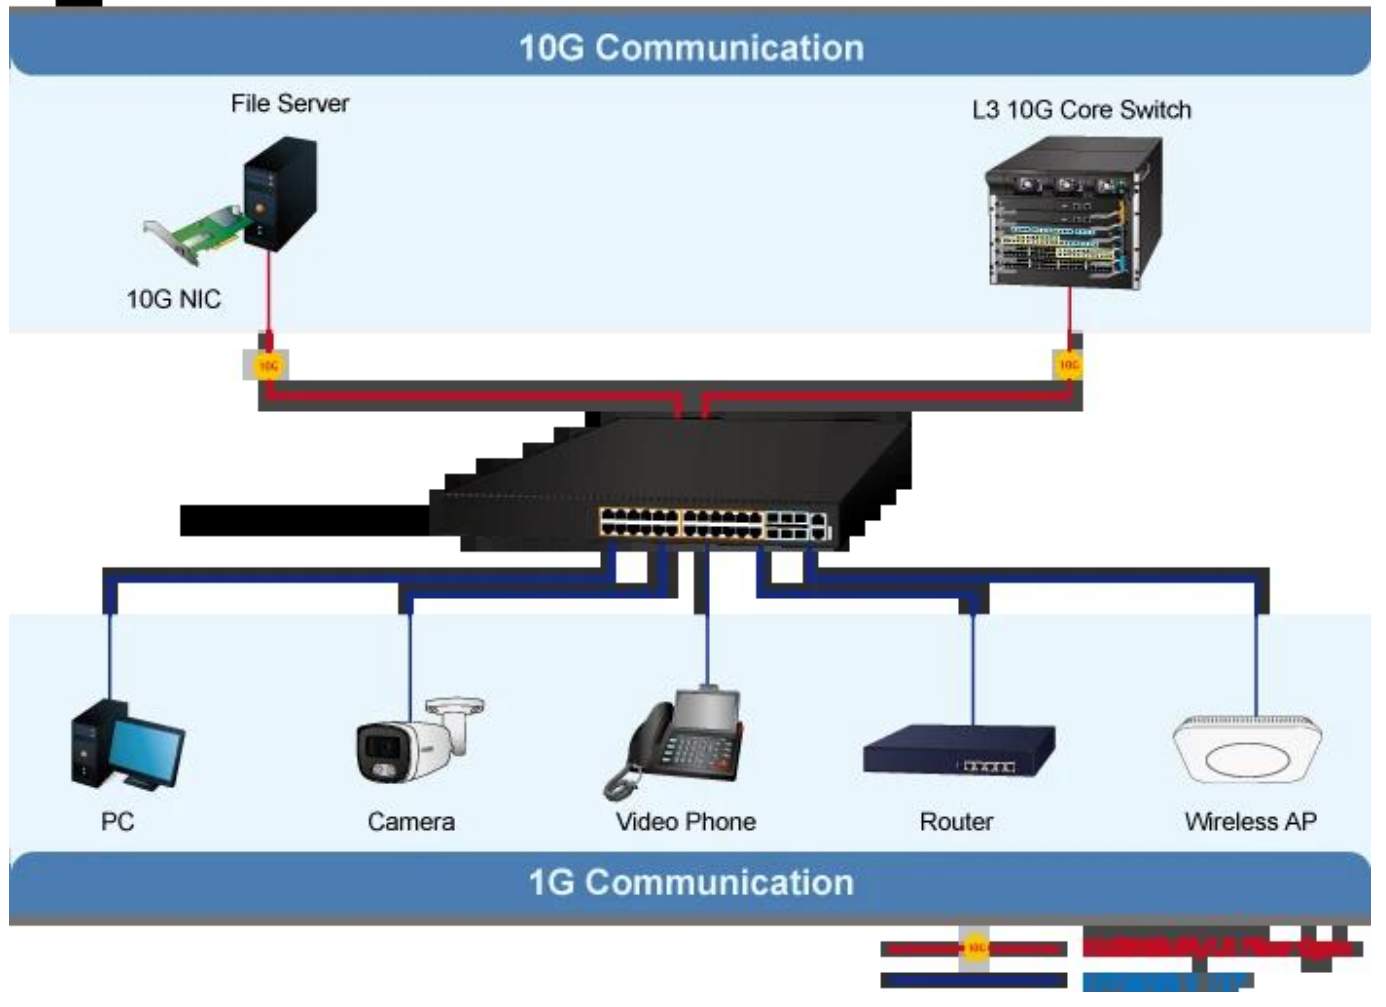 10G Communication
File Server
L3 10G Core Switch
10G NIC
10G
10G
PC
Camera
Video Phone
Router
Wireless AP
1G Communication
10G